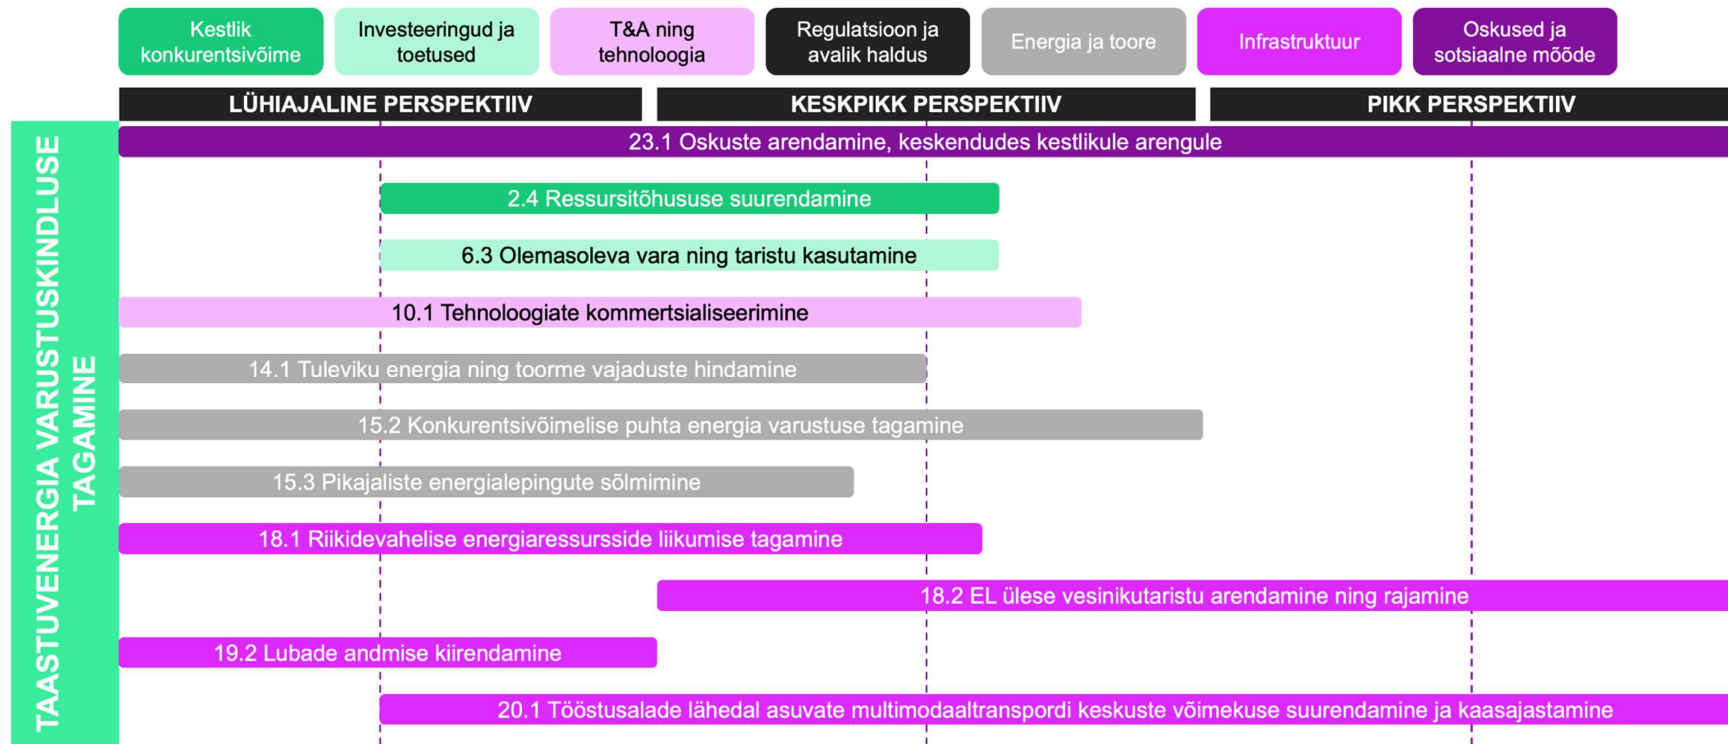 Kestlik
konkurentsivõime
Investeeringud ja
toetused
T&A ning
tehnoloogia
Regulatsioon ja
avalik haldus
Energia ja toore
Infrastruktuur
Oskused ja
sotsiaalne mõõde
LÜHIAJALINE PERSPEKTIIV
KESKPIKK PERSPEKTIIV
PIKK PERSPEKTIIV
TAASTUVENERGIA VARUSTUSKINDLUSE
TAGAMINE
23.1 Oskuste arendamine, keskendudes kestlikule arengule
2.4 Ressursitõhususe suurendamine
6.3 Olemasoleva vara ning taristu kasutamine
10.1 Tehnoloogiate kommertsialiseerimine
14.1 Tuleviku energia ning toorme vajaduste hindamine
15.2 Konkurentsivõimelise puhta energia varustuse tagamine
15.3 Pikajaliste energialepingute sõlmimine
18.1 Riikidevahelise energiaressursside liikumise tagamine
18.2 EL ülese vesinikutaristu arendamine ning rajamine
19.2 Lubade andmise kiirendamine
20.1 Tööstusalade lähedal asuvate multimodaaltranspordi keskuste võimekuse suurendamine ja kaasajastamine